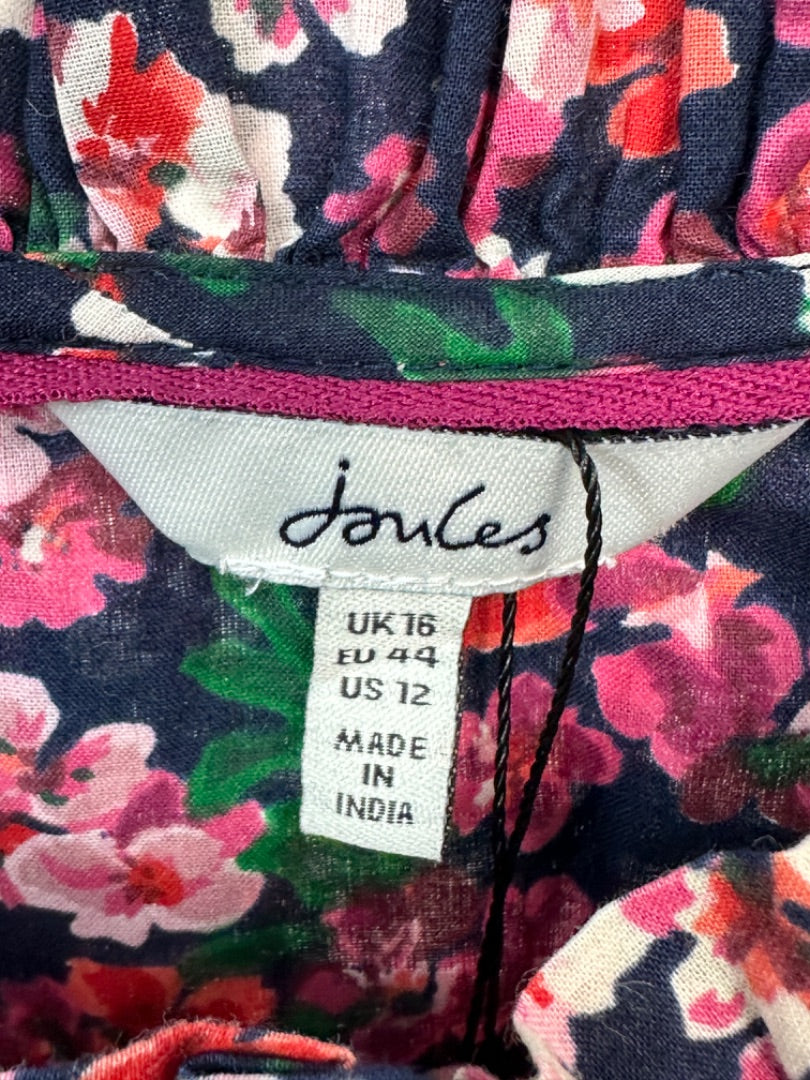 Joules
UK 16
EU 44
US 12
MADE
IN
INDIA